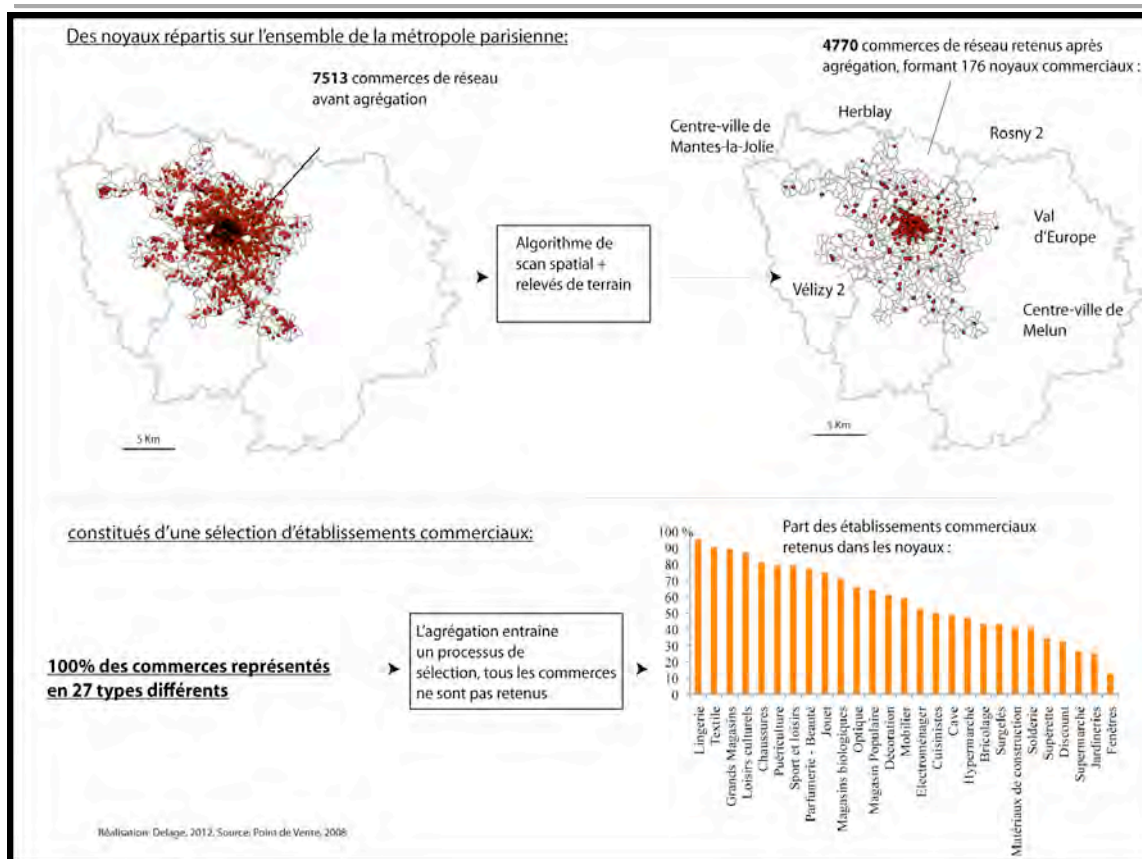 Des noyaux répartis sur l'ensemble de la métropole parisienne:
7513 commerces de réseau
avant agrégation
4770 commerces de réseau retenus après
agrégation, formant 176 noyaux commerciaux :
Herblay
Centre-ville de
Mantes-la-Jolie
Rosny 2
Val
d'Europe
Vélizy 2
Centre-ville de
Melun
Algorithme de
scan spatial +
relevés de terrain
5 Km
5 Km
constitués d'une sélection d'établissements commerciaux:
100% des commerces représentés
en 27 types différents
L'agrégation entraîne
un processus de
sélection, tous les commerces
ne sont pas retenus
Part des établissements commerciaux
retenus dans les noyaux :
100 %
90
80
70
60
50
40
30
20
10
0
Lingerie
Textile
Grands Magasins
Loisirs culturels
Chaussures
Puériculture
Sport et loisirs
Parfumerie - Beauté
Jouet
Magasins biologiques
Optique
Magasin Populaire
Décoration
Mobilier
Electroménager
Cuisinistes
Cave
Hypermarché
Bricolage
Surgelés
Matériaux de construction
Solderie
Supérette
Discount
Supermarché
Jardineries
Fenêtres
Réalisation: Delage, 2012. Source: Point de Vente, 2008